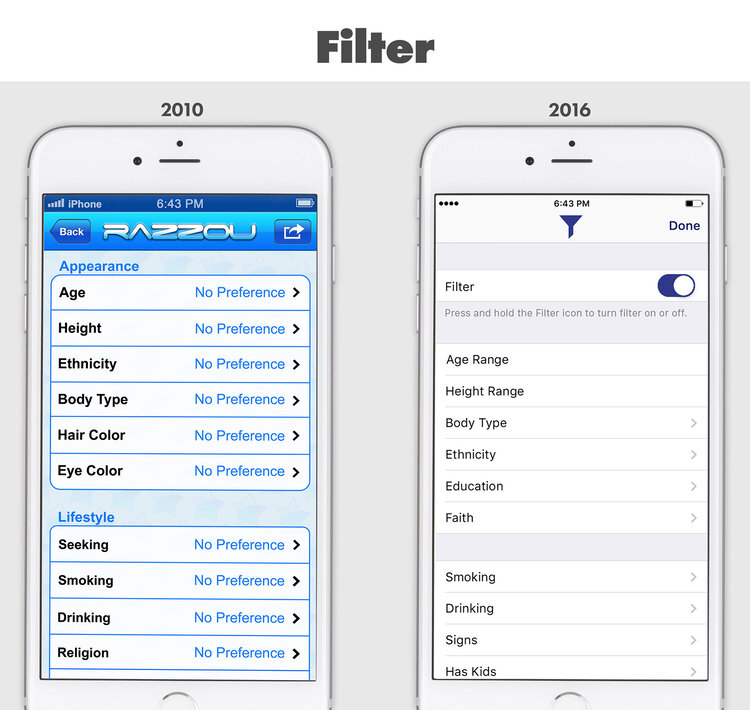 Filter
2010
iPhone
6:43 PM
Back
RAZZOU
Appearance
Age No Preference
Height No Preference
Ethnicity No Preference
Body Type No Preference
Hair Color No Preference
Eye Color No Preference
Lifestyle
Seeking No Preference
Smoking No Preference
Drinking No Preference
Religion No Preference
2016
6:43 PM
Done
Filter
Press and hold the Filter icon to turn filter on or off.
Age Range
Height Range
Body Type
Ethnicity
Education
Faith
Smoking
Drinking
Signs
Has Kids